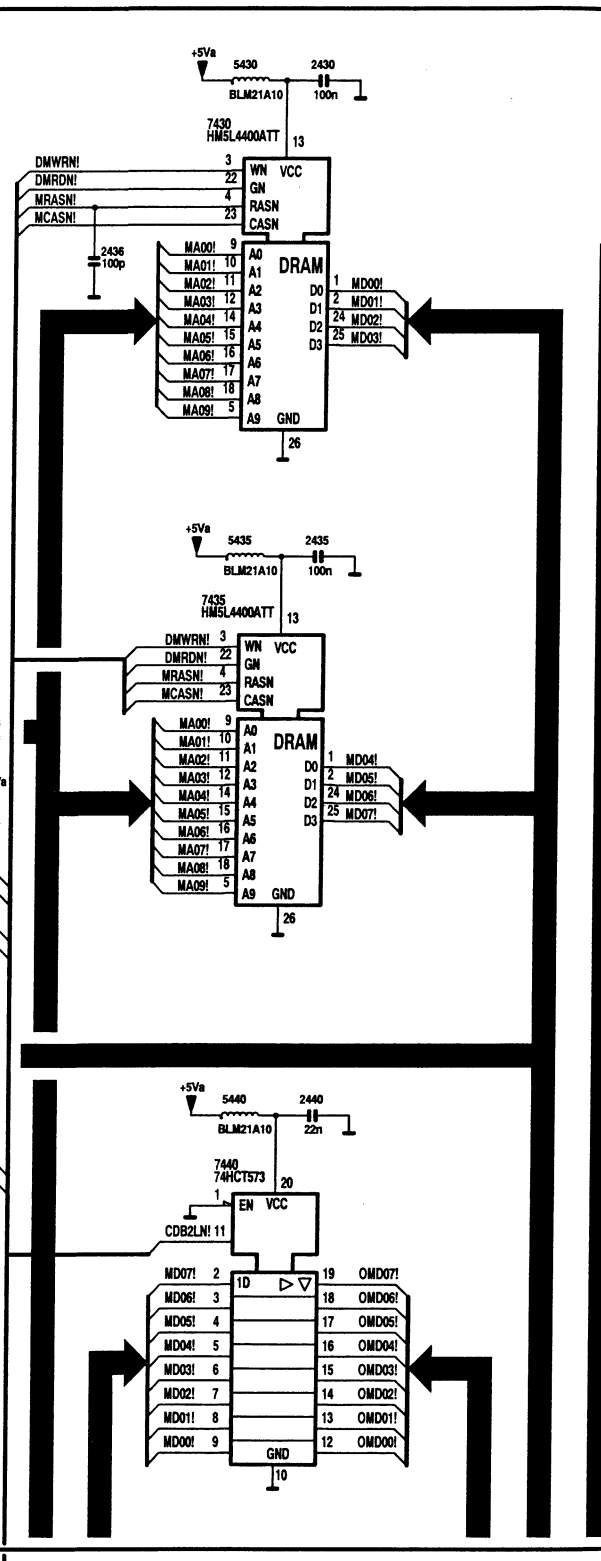 +5Va 5430 2430
BLM21A10 100n
7430
HM5L4400ATT 13
DMWRN! 3 WN VCC
DMRDN! 22 GN
MRASN! 4 RASN
MCASN! 23 CASN
2436
100p
DRAM
MA00! 9 A0
MA01! 10 A1
MA02! 11 A2 D0 1 MD00!
MA03! 12 A3 D1 2 MD01!
MA04! 14 A4 D2 24 MD02!
MA05! 15 A5 D3 25 MD03!
MA06! 16 A6
MA07! 17 A7
MA08! 18 A8
MA09! 5 A9 GND
26
+5Va 5435 2435
BLM21A10 100n
7435
HM5L4400ATT 13
DMWRN! 3 WN VCC
DMRDN! 22 GN
MRASN! 4 RASN
MCASN! 23 CASN
DRAM
MA00! 9 A0
MA01! 10 A1
MA02! 11 A2 D0 1 MD04!
MA03! 12 A3 D1 2 MD05!
MA04! 14 A4 D2 24 MD06!
MA05! 15 A5 D3 25 MD07!
MA06! 16 A6
MA07! 17 A7
MA08! 18 A8
MA09! 5 A9 GND
26
+5Va 5440 2440
BLM21A10 22n
7440
74HCT573 20
1 EN VCC
CDB2LN! 11
MD07! 2 1D 19 OMD07!
MD06! 3 18 OMD06!
MD05! 4 17 OMD05!
MD04! 5 16 OMD04!
MD03! 6 15 OMD03!
MD02! 7 14 OMD02!
MD01! 8 13 OMD01!
MD00! 9 GND 12 OMD00!
10